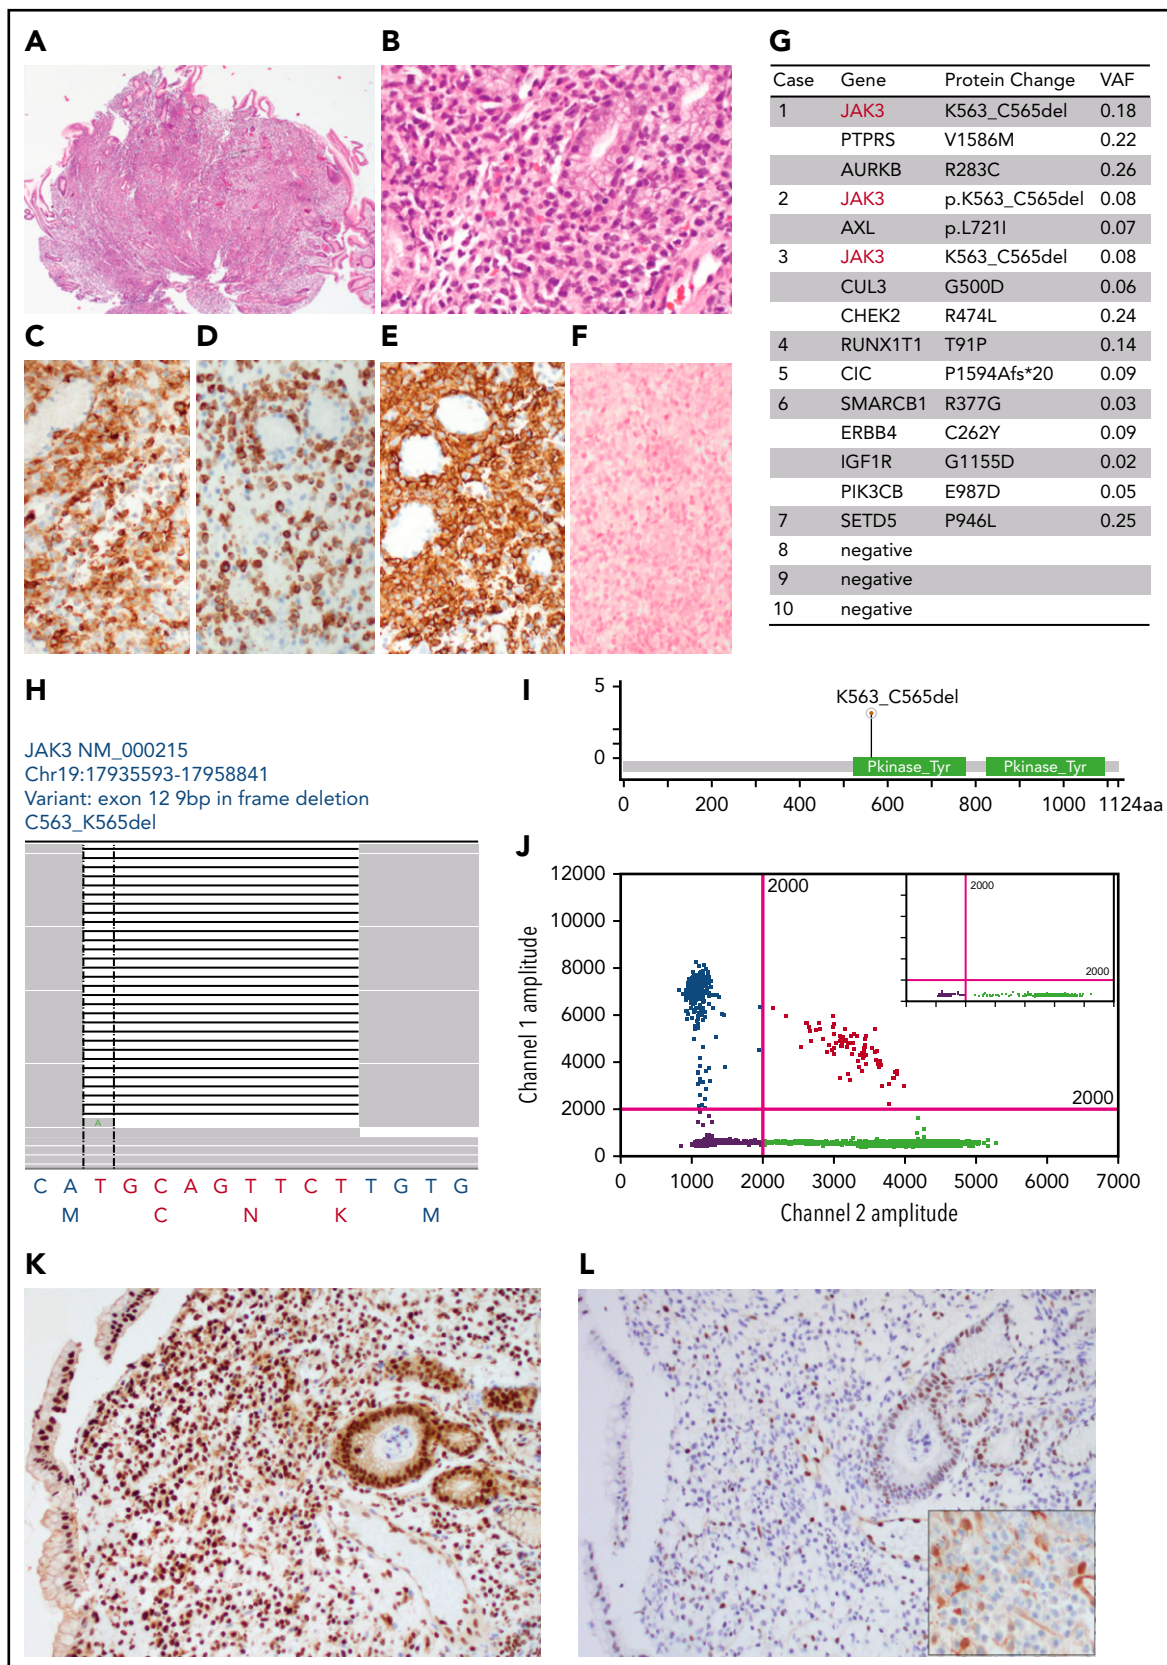 A
B
C
D
E
F
G
Case Gene Protein Change VAF
1 JAK3 K563_C565del 0.18
PTPRS V1586M 0.22
AURKB R283C 0.26
2 JAK3 p.K563_C565del 0.08
AXL p.L721I 0.07
3 JAK3 K563_C565del 0.08
CUL3 G500D 0.06
CHEK2 R474L 0.24
4 RUNX1T1 T91P 0.14
5 CIC P1594Afs*20 0.09
6 SMARCB1 R377G 0.03
ERBB4 C262Y 0.09
IGF1R G1155D 0.02
PIK3CB E987D 0.05
7 SETD5 P946L 0.25
8 negative
9 negative
10 negative
H
JAK3 NM_000215
Chr19:17935593-17958841
Variant: exon 12 9bp in frame deletion
C563_K565del
A
C A T G C A G T T C T T G T G
M C N K M
I
5
0
K563_C565del
Pkinase_Tyr Pkinase_Tyr
0 200 400 600 800 1000 1124aa
J
12000
10000
8000
6000
4000
2000
0
Channel 1 amplitude
2000
2000
2000
2000
0 1000 2000 3000 4000 5000 6000 7000
Channel 2 amplitude
K
L